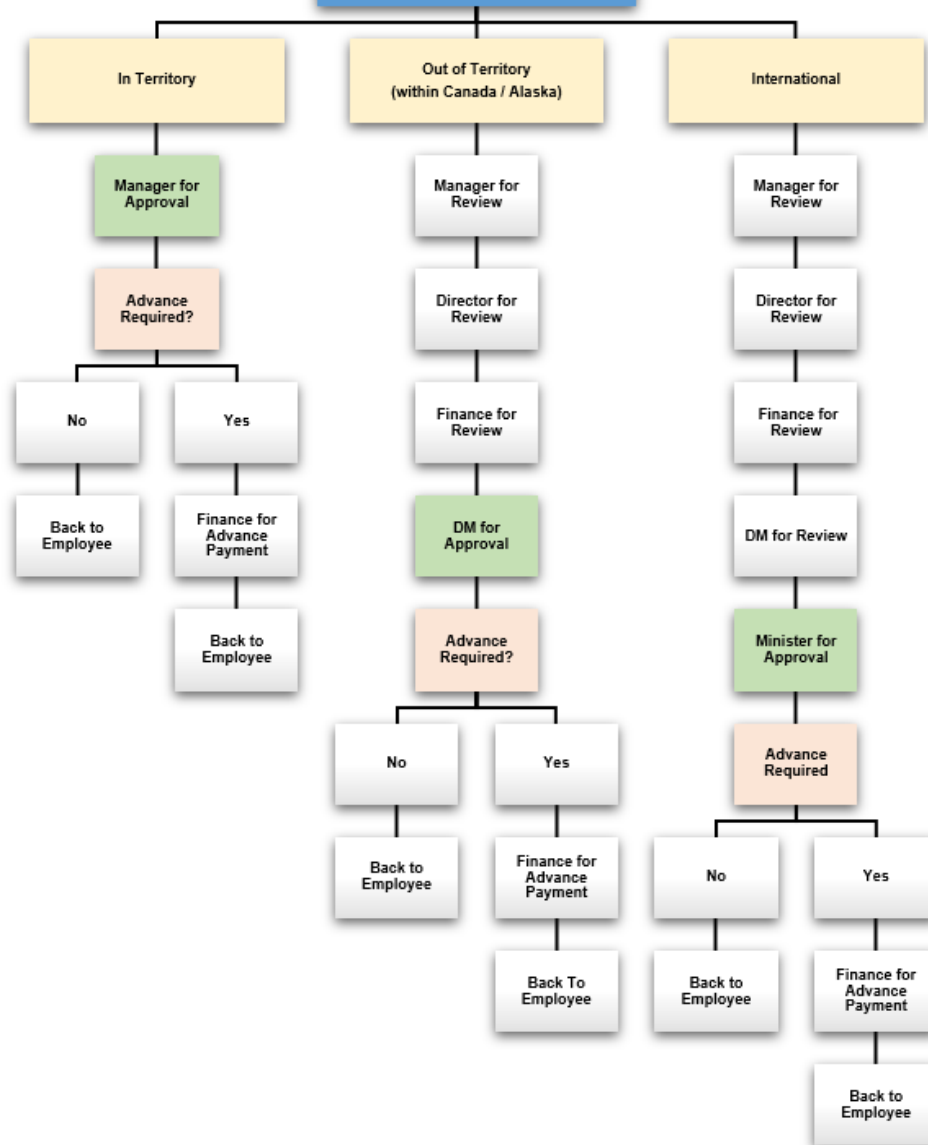 In Territory
Out of Territory
(within Canada / Alaska)
International
Manager for
Approval
Manager for
Review
Manager for
Review
Advance
Required?
Director for
Review
Director for
Review
No
Yes
Finance for
Review
Finance for
Review
Back to
Employee
Finance for
Advance
Payment
DM for
Approval
DM for Review
Back to
Employee
Advance
Required?
Minister for
Approval
No
Yes
Advance
Required
Back to
Employee
Finance for
Advance
Payment
No
Yes
Back To
Employee
Back to
Employee
Finance for
Advance
Payment
Back to
Employee